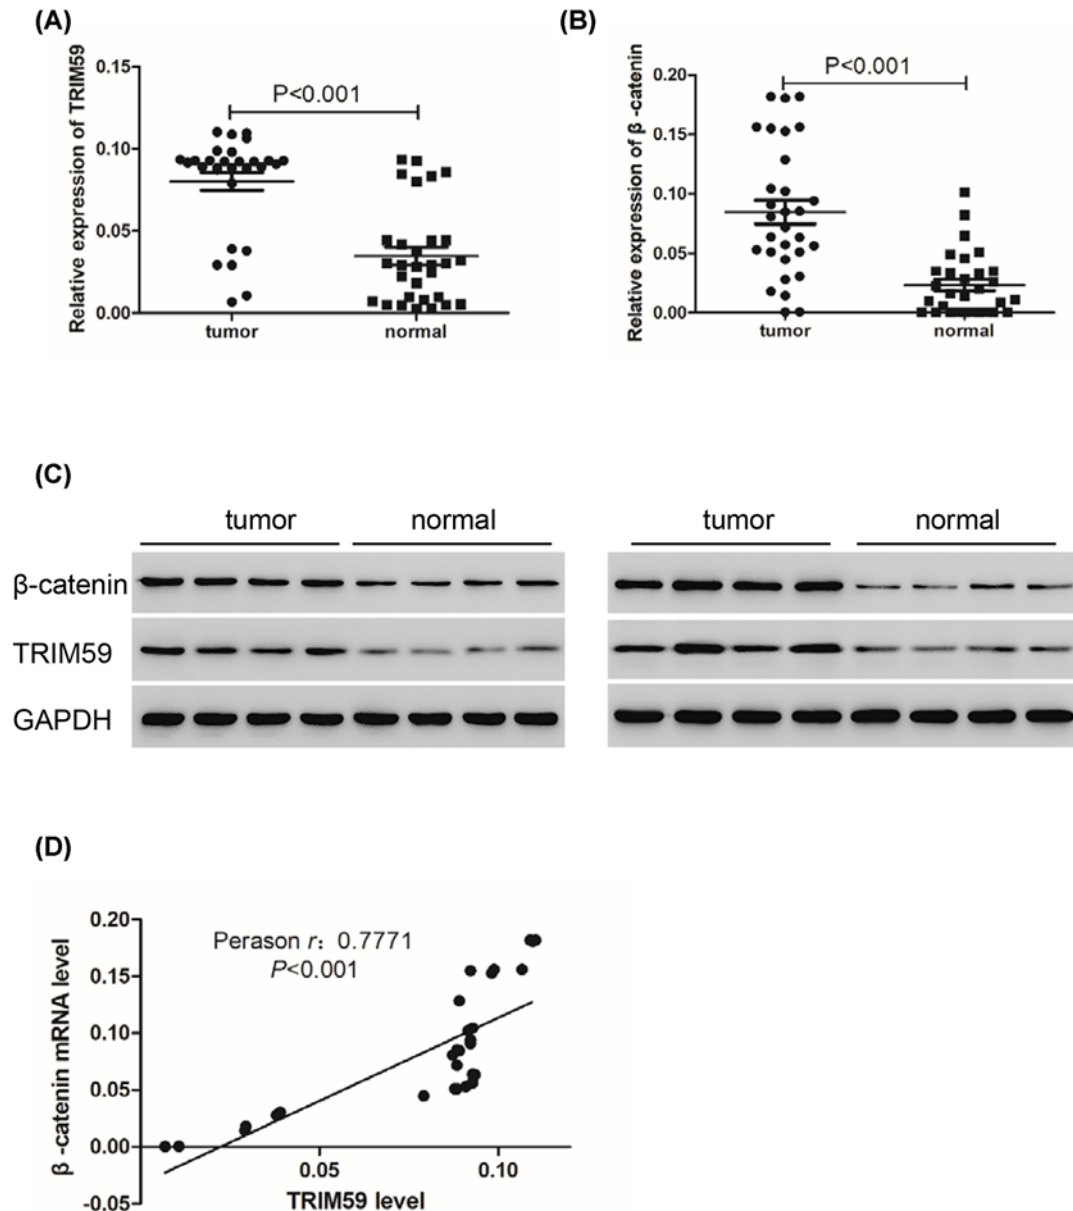 (A)
Relative expression of TRIM59
0.15
0.10
0.05
0.00
P<0.001
tumor normal
(B)
Relative expression of β -catenin
0.20
0.15
0.10
0.05
0.00
P<0.001
tumor normal
(C)
tumor normal tumor normal
β-catenin
TRIM59
GAPDH
(D)
β -catenin mRNA level
0.20
0.15
0.10
0.05
0.00
-0.05
Perason r: 0.7771
P<0.001
0.05 0.10
TRIM59 level